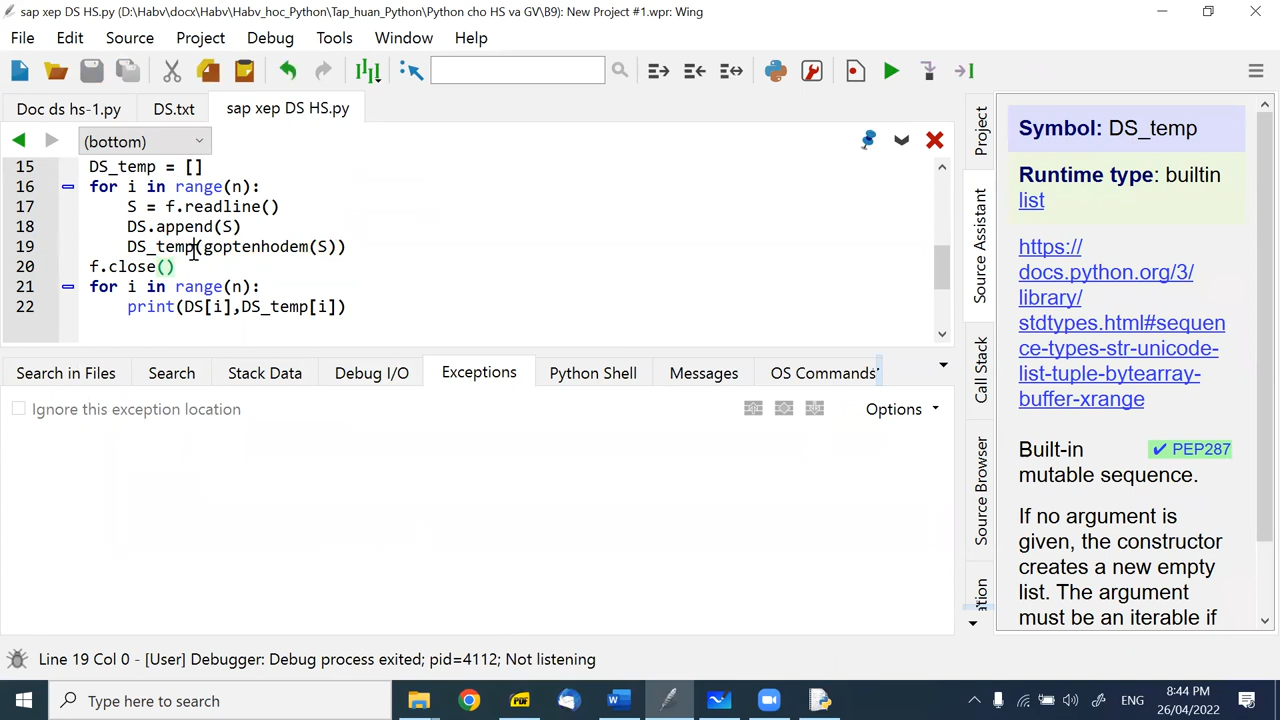 sap xep DS HS.py (D:\Habv\docx\Habv\Habv_hoc_Python\Tap_huan_Python\Python cho HS va GV\B9): New Project #1.wpr: Wing
File Edit Source Project Debug Tools Window Help
Doc ds hs-1.py DS.txt sap xep DS HS.py
(bottom)
15 DS_temp = []
16 for i in range(n):
17 S = f.readline()
18 DS.append(S)
19 DS_temp(goptenhodem(S))
20 f.close()
21 for i in range(n):
22 print(DS[i],DS_temp[i])
Search in Files Search Stack Data Debug I/O Exceptions Python Shell Messages OS Commands
Ignore this exception location
Options
Project
Source Assistant
Call Stack
Source Browser
ation
Symbol: DS_temp
Runtime type: builtin
list
https://
docs.python.org/3/
library/
stdtypes.html#sequen
ce-types-str-unicode-
list-tuple-bytearray-
buffer-xrange
Built-in ✔ PEP287
mutable sequence.
If no argument is
given, the constructor
creates a new empty
list. The argument
must be an iterable if
Line 19 Col 0 - [User] Debugger: Debug process exited; pid=4112; Not listening
Type here to search
PDF
W
ENG
8:44 PM
26/04/2022